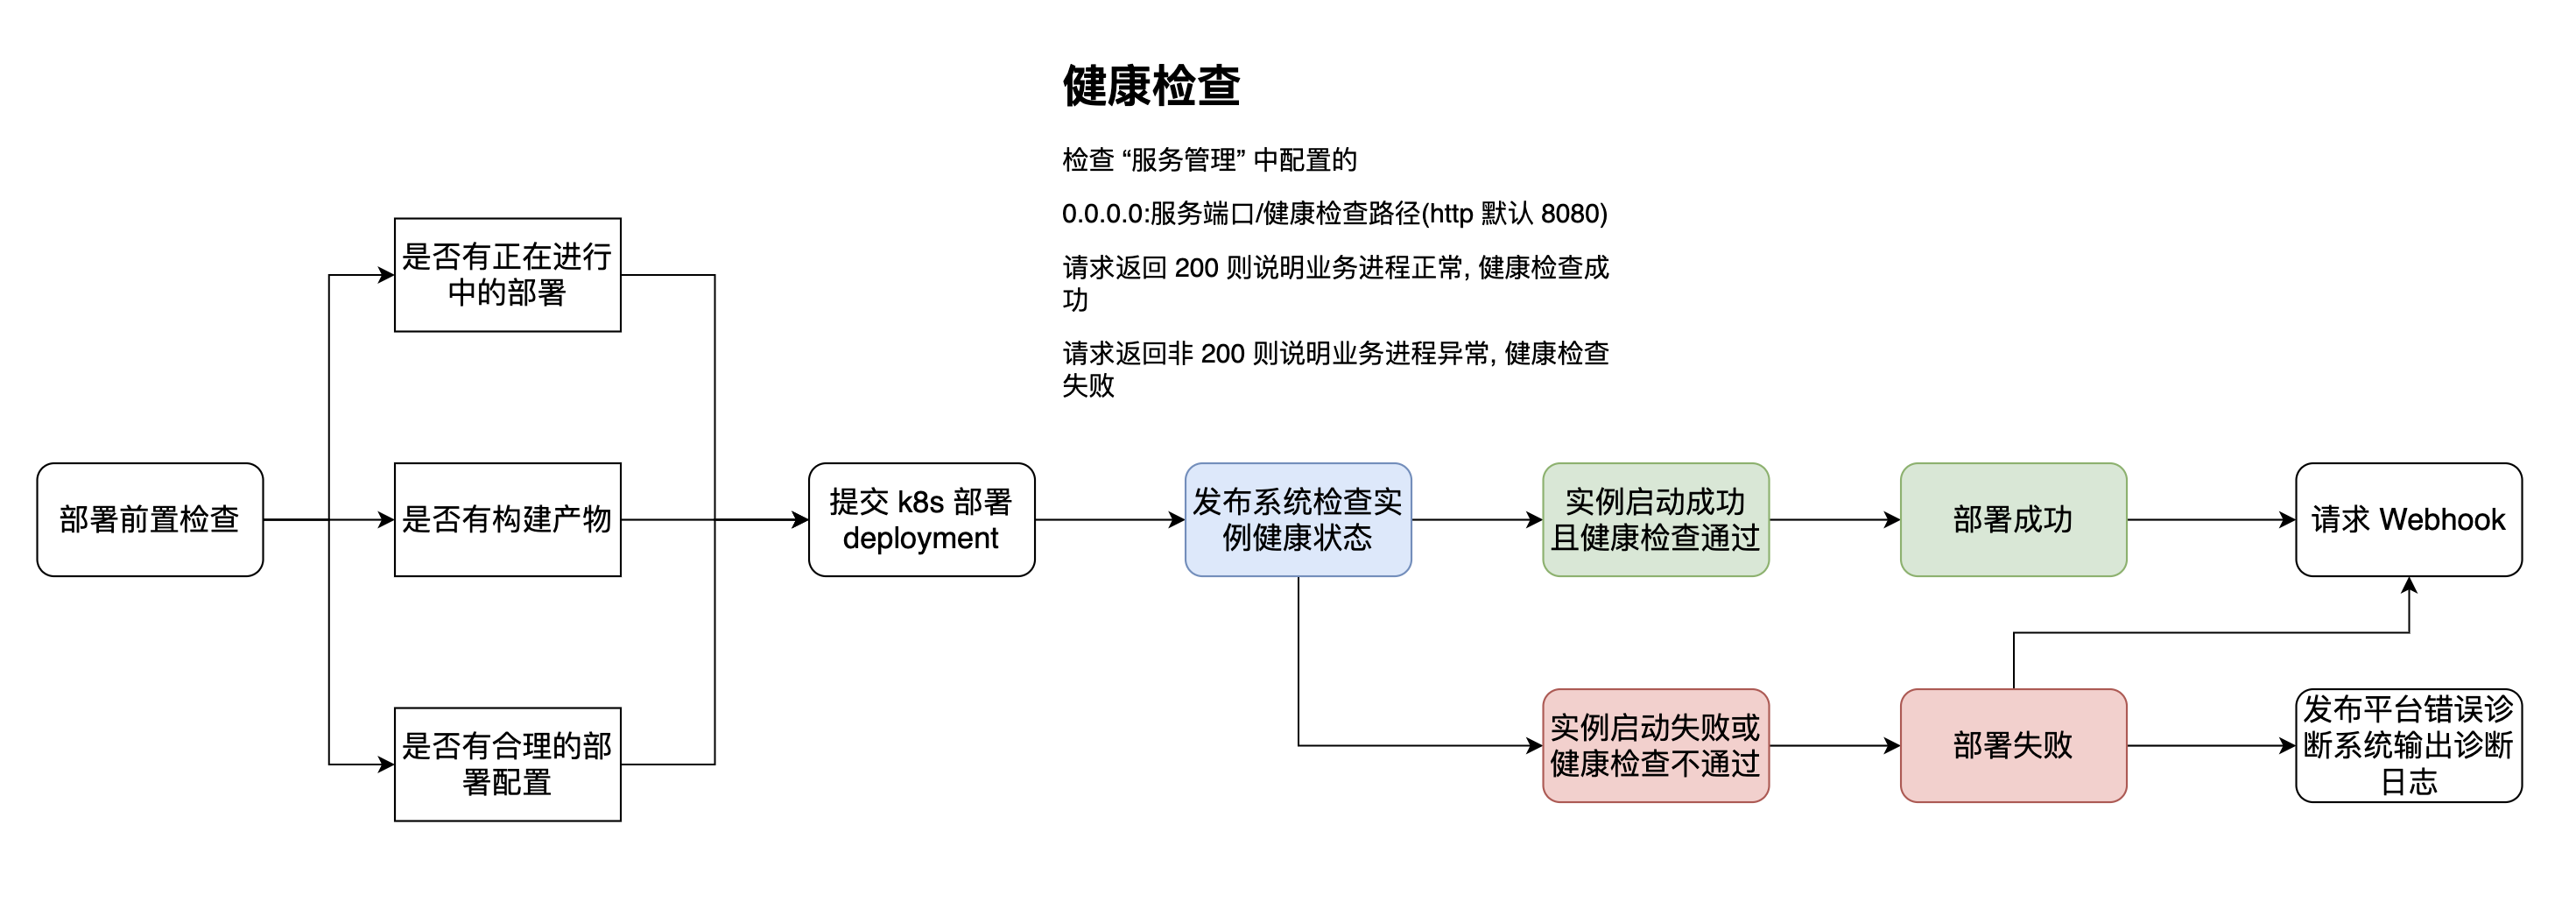 健康检查
检查 “服务管理” 中配置的
0.0.0.0:服务端口/健康检查路径(http 默认 8080)
请求返回 200 则说明业务进程正常, 健康检查成
功
请求返回非 200 则说明业务进程异常, 健康检查
失败
部署前置检查
是否有正在进行
中的部署
是否有构建产物
是否有合理的部
署配置
提交 k8s 部署
deployment
发布系统检查实
例健康状态
实例启动成功
且健康检查通过
部署成功
请求 Webhook
实例启动失败或
健康检查不通过
部署失败
发布平台错误诊
断系统输出诊断
日志